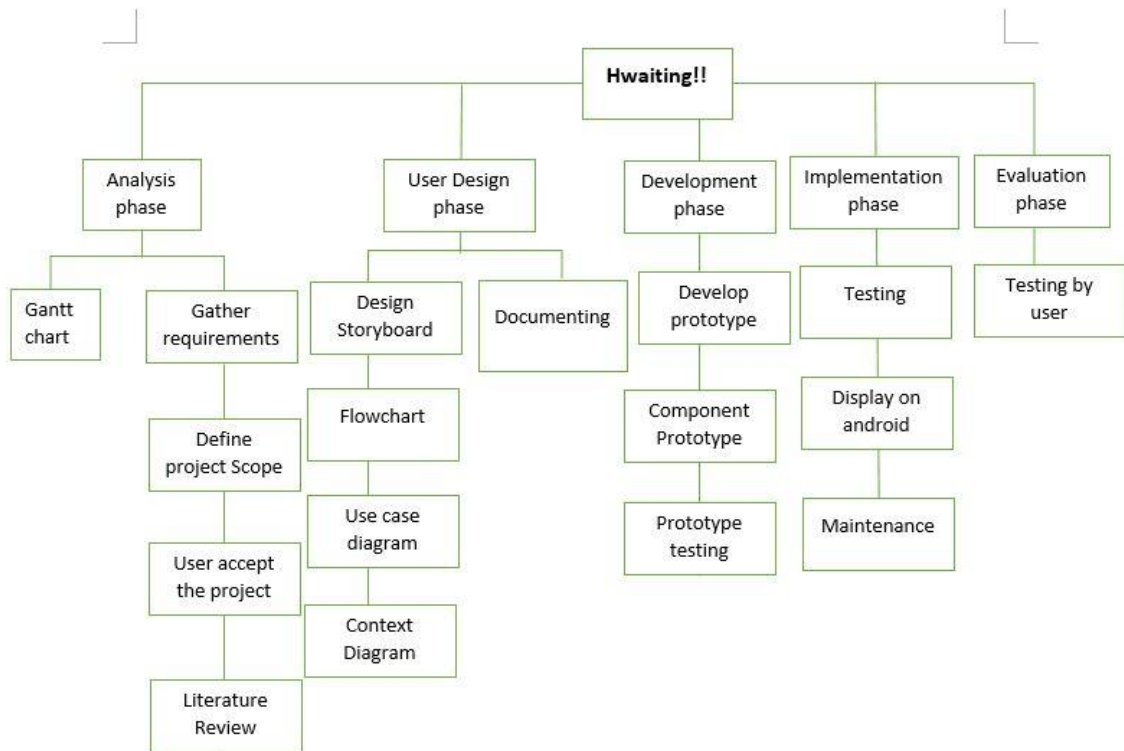 Hwaiting!!
Analysis
phase
User Design
phase
Development
phase
Implementation
phase
Evaluation
phase
Gantt
chart
Gather
requirements
Design
Storyboard
Documenting
Develop
prototype
Testing
Testing by
user
Define
project Scope
Flowchart
Component
Prototype
Display on
android
User accept
the project
Use case
diagram
Prototype
testing
Maintenance
Context
Diagram
Literature
Review